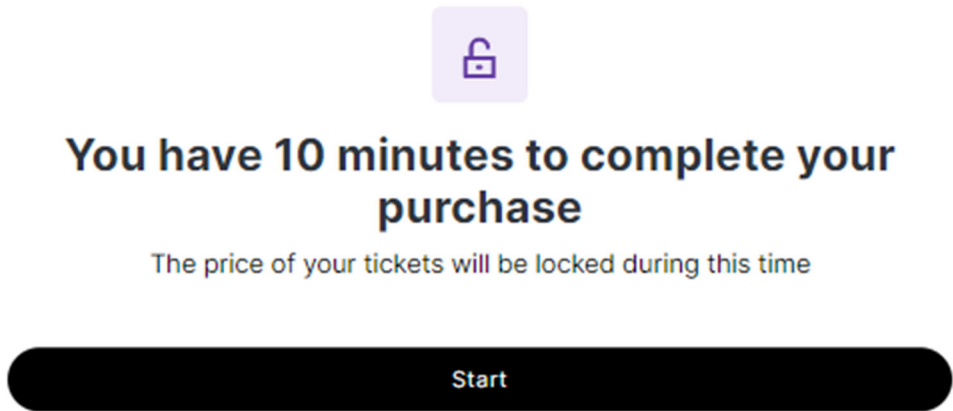 You have 10 minutes to complete your
purchase
The price of your tickets will be locked during this time
Start